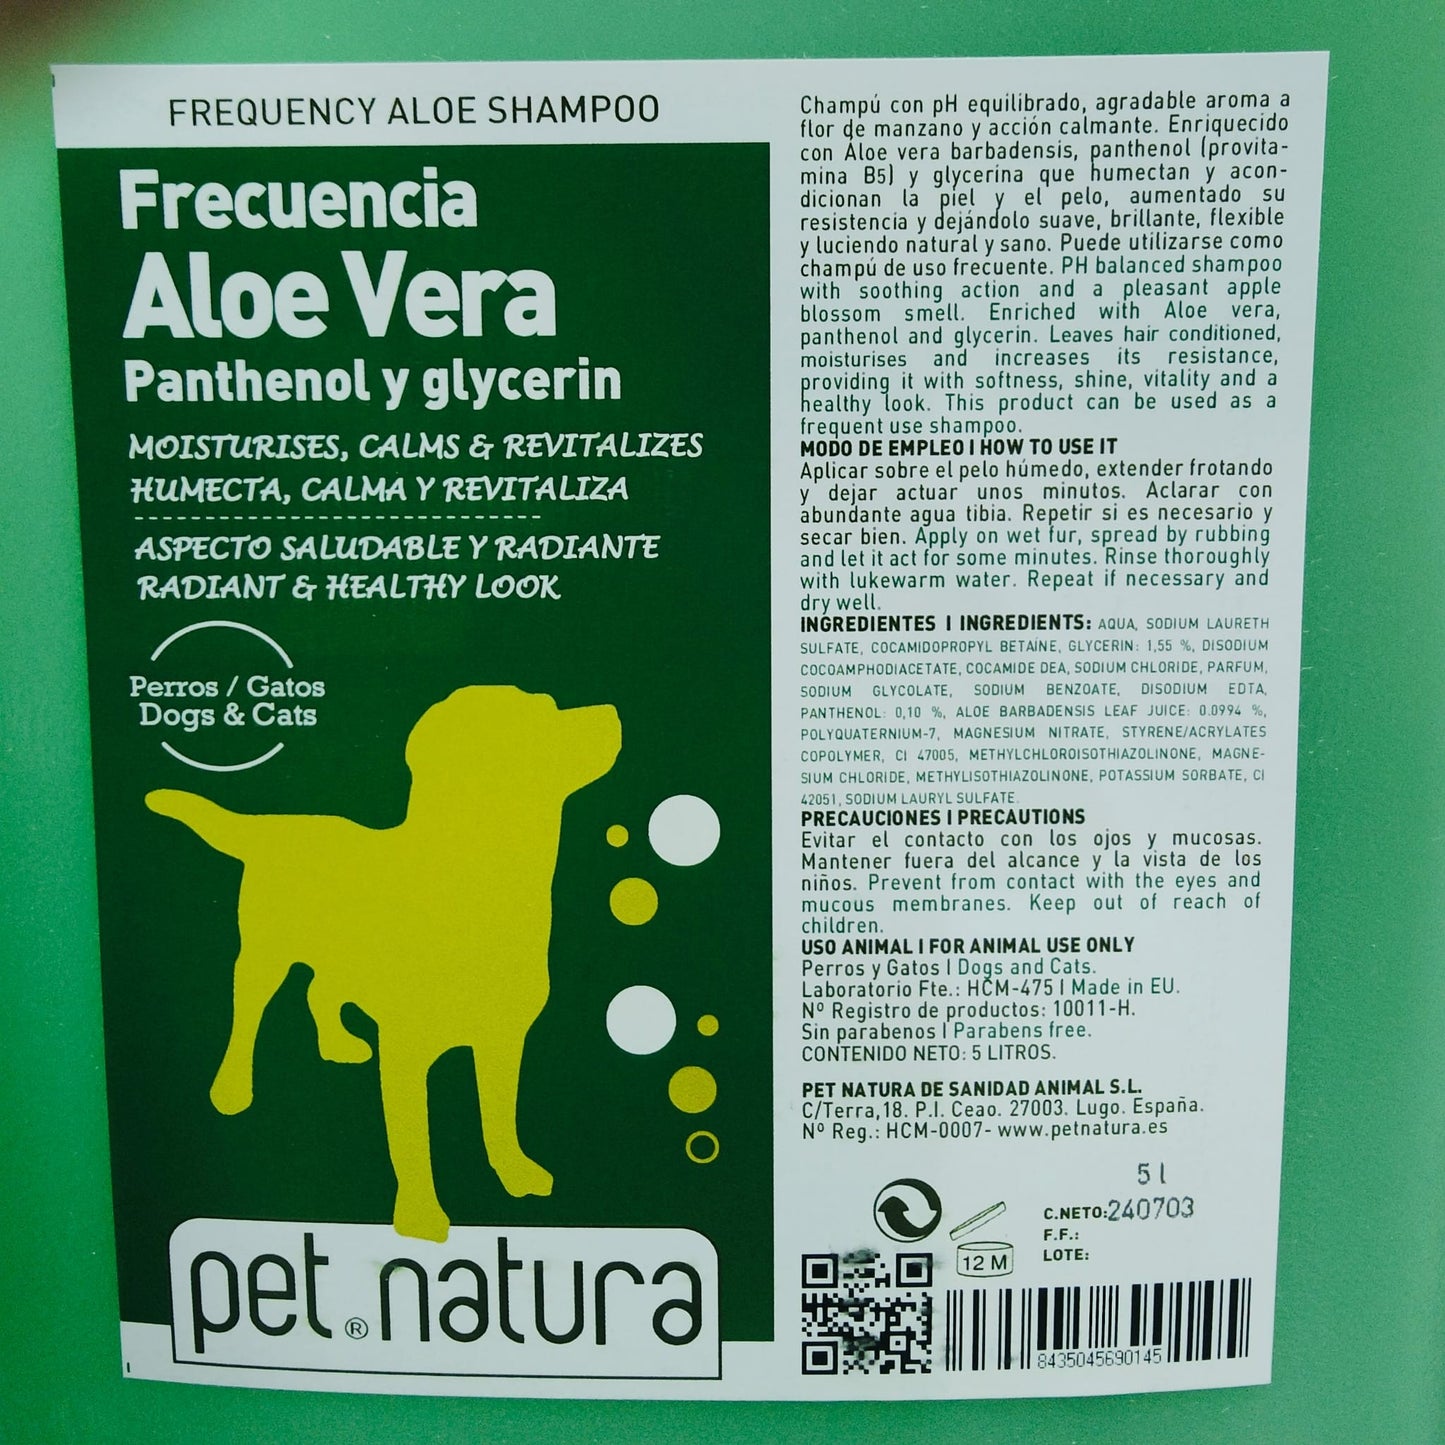 FREQUENCY ALOE SHAMPOO
Frecuencia
Aloe Vera
Panthenol y glycerin
MOISTURISES, CALMS & REVITALIZES
HUMECTA, CALMA Y REVITALIZA
ASPECTO SALUDABLE Y RADIANTE
RADIANT & HEALTHY LOOK
Perros / Gatos
Dogs & Cats
pet natura
®
Champú con pH equilibrado, agradable aroma a
flor de manzano y acción calmante. Enriquecido
con Áloe vera barbadensis, panthenol (provita-
mina B5) y glycerina que humectan y acon-
dicionan la piel y el pelo, aumentado su
resistencia y dejándolo suave, brillante, flexible
y luciendo natural y sano. Puede utilizarse como
champú de uso frecuente. PH balanced shampoo
with soothing action and a pleasant apple
blossom smell. Enriched with Aloe vera,
panthenol and glycerin. Leaves hair conditioned,
moisturises and increases its resistance,
providing it with softness, shine, vitality and a
healthy look. This product can be used as a
frequent use shampoo.
MODO DE EMPLEO I HOW TO USE IT
Aplicar sobre el pelo húmedo, extender frotando
y dejar actuar unos minutos. Aclarar con
abundante agua tibia. Repetir si es necesario y
secar bien. Apply on wet fur, spread by rubbing
and let it act for some minutes. Rinse thoroughly
with lukewarm water. Repeat if necessary and
dry well.
INGREDIENTES I INGREDIENTS: AQUA, SODIUM LAURETH
SULFATE, COCAMIDOPROPYL BETAÍNE, GLYCERIN: 1,55 %, DISODIUM
COCOAMPHODIACETATE, COCAMIDE DEA, SODIUM CHLORIDE, PARFUM,
SODIUM GLYCOLATE, SODIUM BENZOATE, DISODIUM EDTA,
PANTHENOL: 0,10 %, ALOE BARBADENSIS LEAF JUICE: 0.0994 %,
POLYQUATERNIUM-7, MAGNESIUM NITRATE, STYRENE/ACRYLATES
COPOLYMER, CI 47005, METHYLCHLOROISOTHIAZOLINONE, MAGNE-
SIUM CHLORIDE, METHYLISOTHIAZOLINONE, POTASSIUM SORBATE, CI
42051, SODIUM LAURYL SULFATE.
PRECAUCIONES I PRECAUTIONS
Evitar el contacto con los ojos y mucosas.
Mantener fuera del alcance y la vista de los
niños. Prevent from contact with the eyes and
mucous membranes. Keep out of reach of
children.
USO ANIMAL I FOR ANIMAL USE ONLY
Perros y Gatos I Dogs and Cats.
Laboratorio Fte.: HCM-475 I Made in EU.
Nº Registro de productos: 10011-H.
Sin parabenos I Parabens free.
CONTENIDO NETO: 5 LITROS.
PET NATURA DE SANIDAD ANIMAL S.L.
C/Terra,18. P.I. Ceao. 27003. Lugo. España.
Nº Reg.: HCM-0007- www.petnatura.es
5 l
C.NETO: 240703
F.F.:
LOTE:
12 M
8435045690145